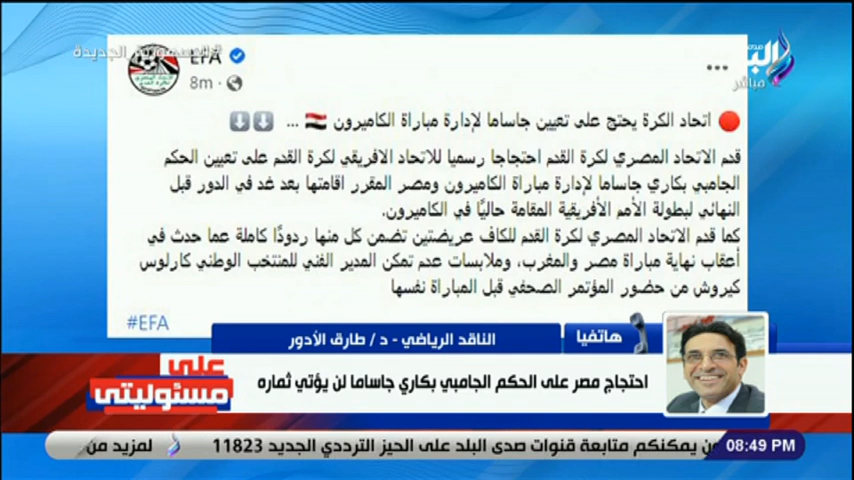 #الجمهورية الجديدة
EFA
8m
مباشر
اتحاد الكرة يحتج على تعيين جاساما لإدارة مباراة الكاميرون ...
قدم الاتحاد المصري لكرة القدم احتجاجا رسميا للاتحاد الافريقي لكرة القدم على تعيين الحكم
الجامبي بكاري جاساما لإدارة مباراة الكاميرون ومصر المقرر اقامتها بعد غد في الدور قبل
النهائي لبطولة الأمم الأفريقية المقامة حاليًا في الكاميرون.
كما قدم الاتحاد المصري لكرة القدم للكاف عريضتين تضمن كل منها ردودًا كاملة عما حدث في
أعقاب نهاية مباراة مصر والمغرب، وملابسات عدم تمكن المدير الفني للمنتخب الوطني كارلوس
كيروش من حضور المؤتمر الصحفي قبل المباراة نفسها
#EFA
هاتفيا
الناقد الرياضي - د/ طارق الأدور
على مسئوليتي
احتجاج مصر على الحكم الجامبي بكاري جاساما لن يؤتي ثماره
08:49 PM
يمكنكم متابعة قنوات صدى البلد على الحيز الترددي الجديد 11823
لمزيد من